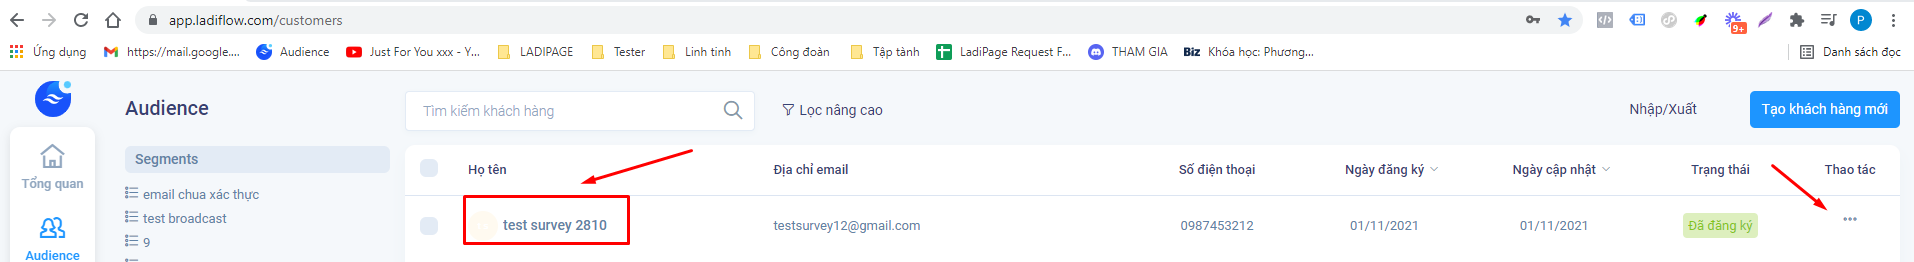 app.ladiflow.com/customers
9+
P
Ứng dụng
https://mail.google....
Audience
Just For You xxx - Y...
LADIPAGE
Tester
Linh tinh
Công đoàn
Tập tành
LadiPage Request F...
THAM GIA
Biz Khóa học: Phương...
Danh sách đọc
Audience
Tìm kiếm khách hàng
Lọc nâng cao
Nhập/Xuất
Tạo khách hàng mới
Tổng quan
Audience
Segments
email chua xác thực
test broadcast
9
Họ tên
Địa chỉ email
Số điện thoại
Ngày đăng ký
Ngày cập nhật
Trạng thái
Thao tác
test survey 2810
testsurvey12@gmail.com
0987453212
01/11/2021
01/11/2021
Đã đăng ký